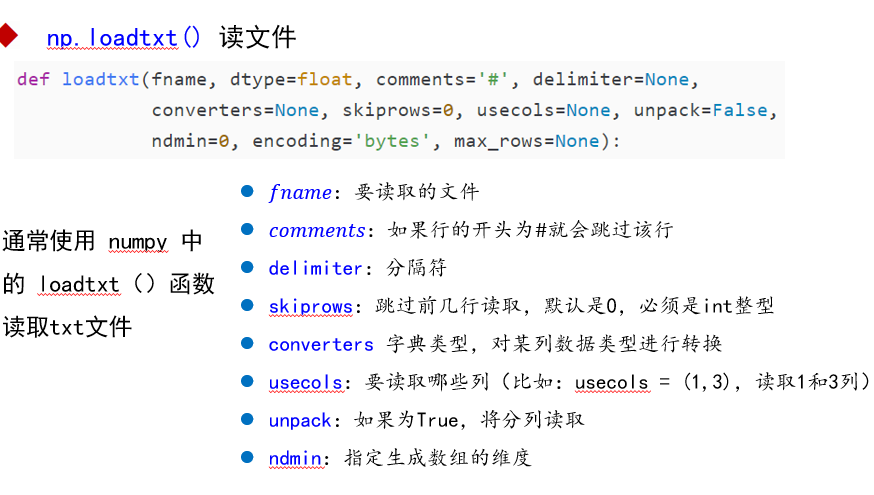 np.loadtxt() 读文件
def loadtxt(fname, dtype=float, comments='#', delimiter=None,
converters=None, skiprows=0, usecols=None, unpack=False,
ndmin=0, encoding='bytes', max_rows=None):
通常使用 numpy 中
的 loadtxt（）函数
读取txt文件
fname：要读取的文件
comments：如果行的开头为#就会跳过该行
delimiter：分隔符
skiprows：跳过前几行读取，默认是0，必须是int整型
converters 字典类型，对某列数据类型进行转换
usecols：要读取哪些列（比如：usecols = (1,3)，读取1和3列）
unpack：如果为True，将分列读取
ndmin：指定生成数组的维度